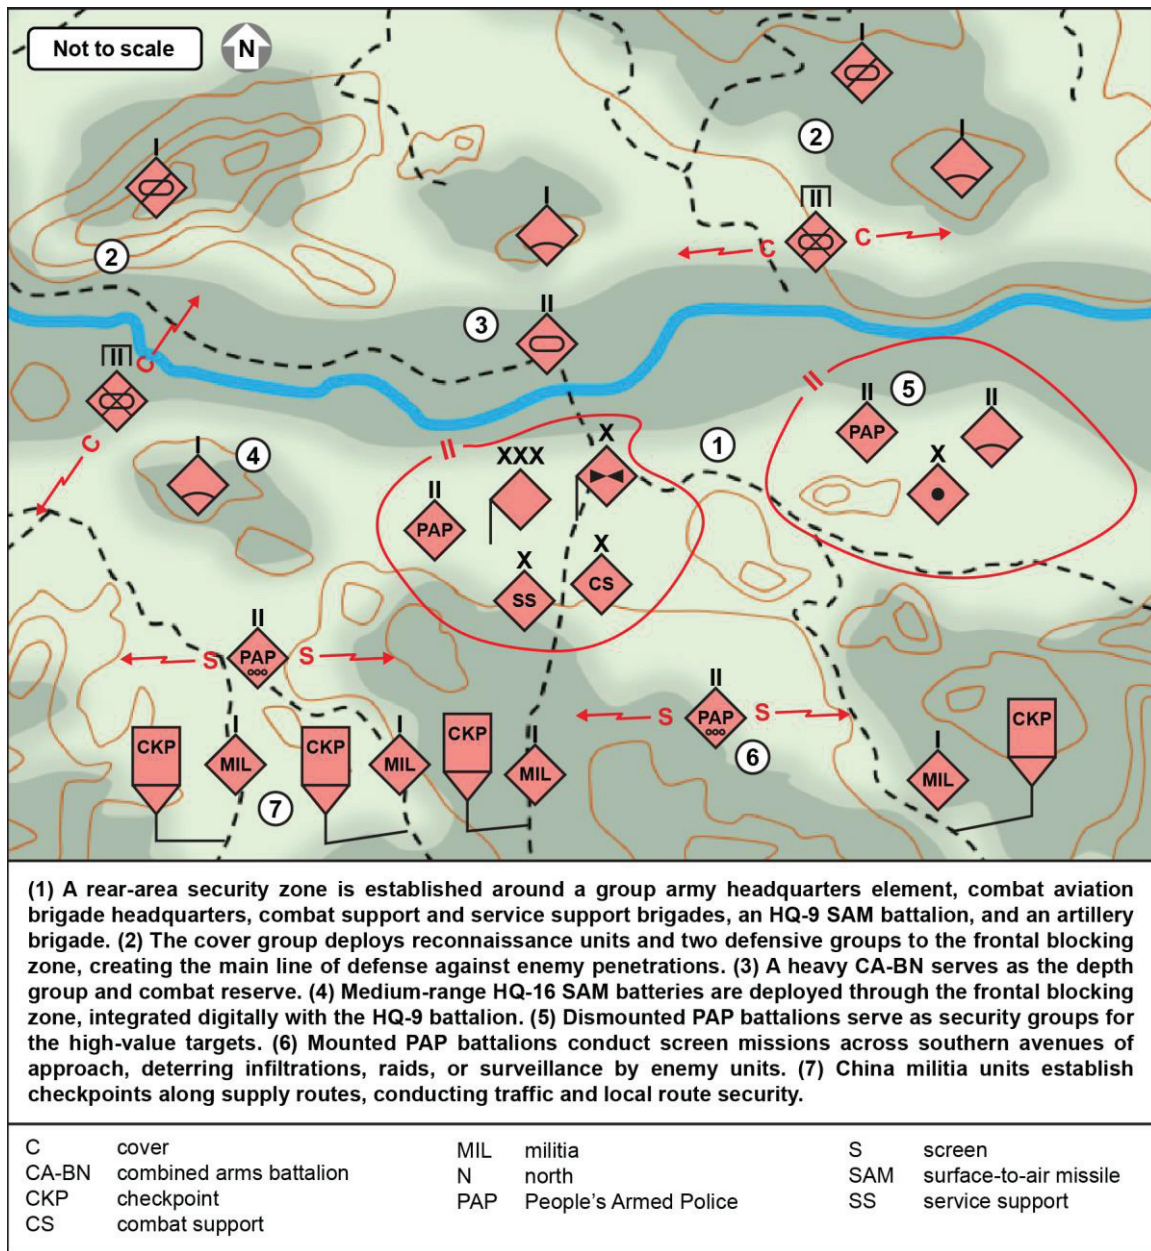 Not to scale
N
I
2
I
I
I
II
C
C
2
3
II
II
C
C
I
4
II
5
II
PAP
II
X
1
II
XXX
X
II
PAP
X
SS
X
CS
II
S
PAP
S
II
S
PAP
S
6
CKP
I
MIL
CKP
I
MIL
CKP
I
MIL
I
MIL
CKP
7
(1) A rear-area security zone is established around a group army headquarters element, combat aviation
brigade headquarters, combat support and service support brigades, an HQ-9 SAM battalion, and an artillery
brigade. (2) The cover group deploys reconnaissance units and two defensive groups to the frontal blocking
zone, creating the main line of defense against enemy penetrations. (3) A heavy CA-BN serves as the depth
group and combat reserve. (4) Medium-range HQ-16 SAM batteries are deployed through the frontal blocking
zone, integrated digitally with the HQ-9 battalion. (5) Dismounted PAP battalions serve as security groups for
the high-value targets. (6) Mounted PAP battalions conduct screen missions across southern avenues of
approach, deterring infiltrations, raids, or surveillance by enemy units. (7) China militia units establish
checkpoints along supply routes, conducting traffic and local route security.
C cover
CA-BN combined arms battalion
CKP checkpoint
CS combat support
MIL militia
N north
PAP People's Armed Police
S screen
SAM surface-to-air missile
SS service support